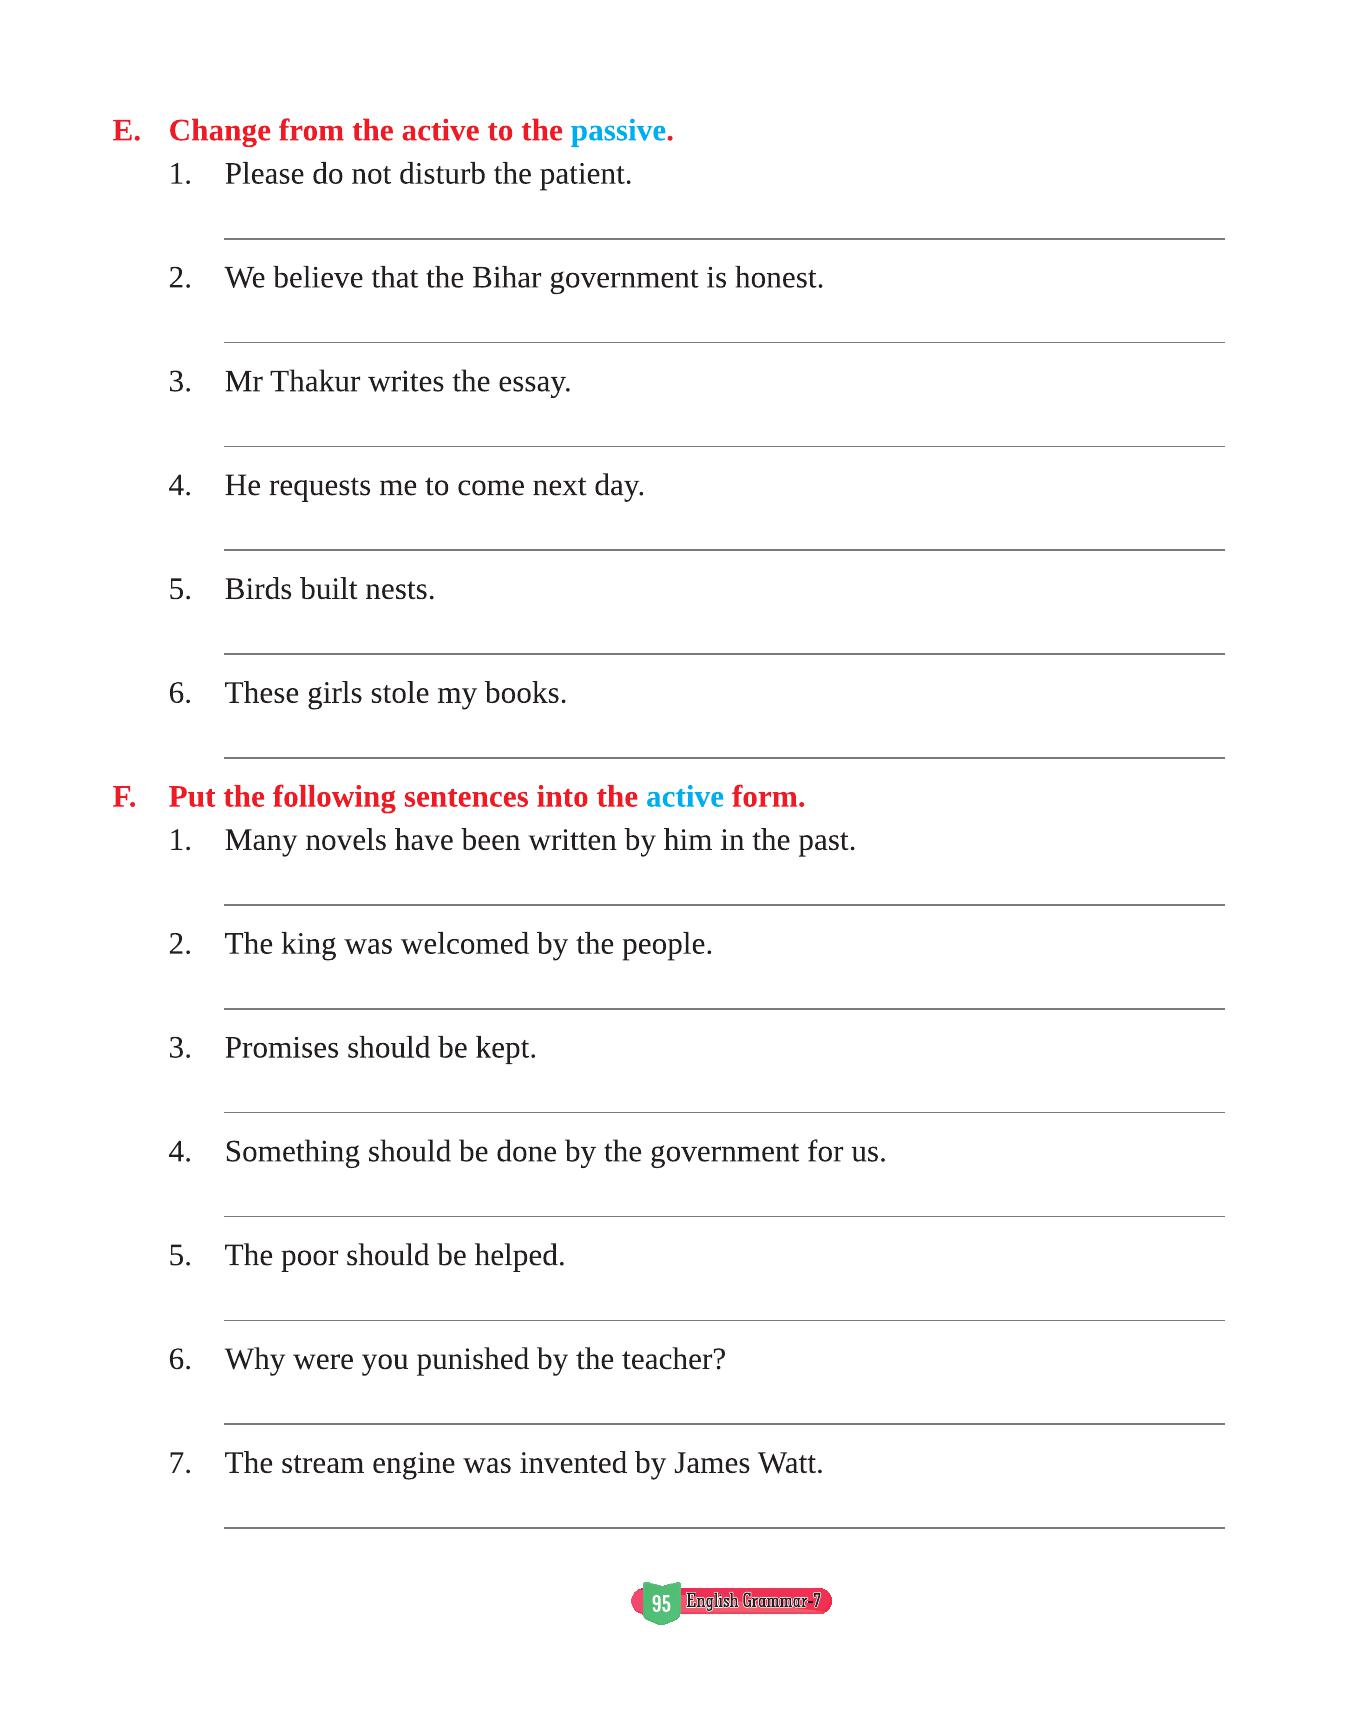 E. Change from the active to the passive.
1. Please do not disturb the patient.
2. We believe that the Bihar government is honest.
3. Mr Thakur writes the essay.
4. He requests me to come next day.
5. Birds built nests.
6. These girls stole my books.
F. Put the following sentences into the active form.
1. Many novels have been written by him in the past.
2. The king was welcomed by the people.
3. Promises should be kept.
4. Something should be done by the government for us.
5. The poor should be helped.
6. Why were you punished by the teacher?
7. The stream engine was invented by James Watt.
95 English Grammar-7